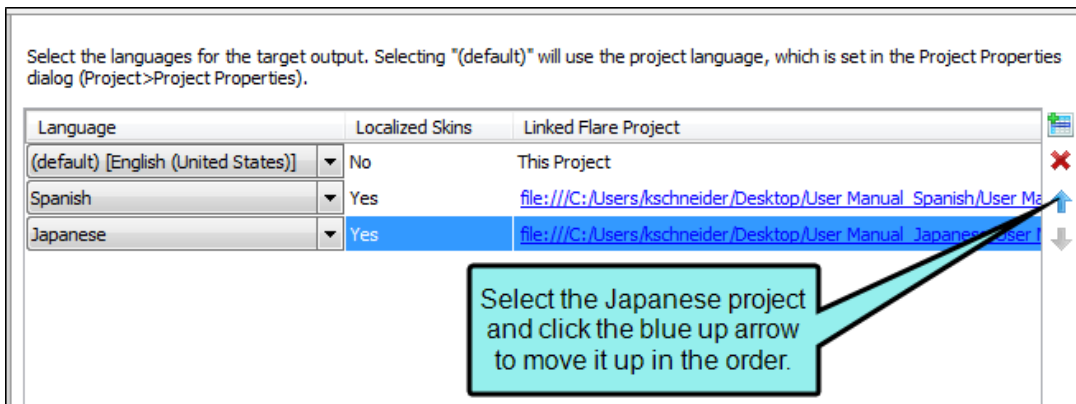 Select the languages for the target output. Selecting "(default)" will use the project language, which is set in the Project Properties
dialog (Project>Project Properties).
Language Localized Skins Linked Flare Project
(default) [English (United States)] No This Project
Spanish Yes file:///C:/Users/kschneider/Desktop/User Manual_Spanish/User
Japanese Yes file:///C:/Users/kschneider/Desktop/User Manual_Japanese/User
Select the Japanese project
and click the blue up arrow
to move it up in the order.